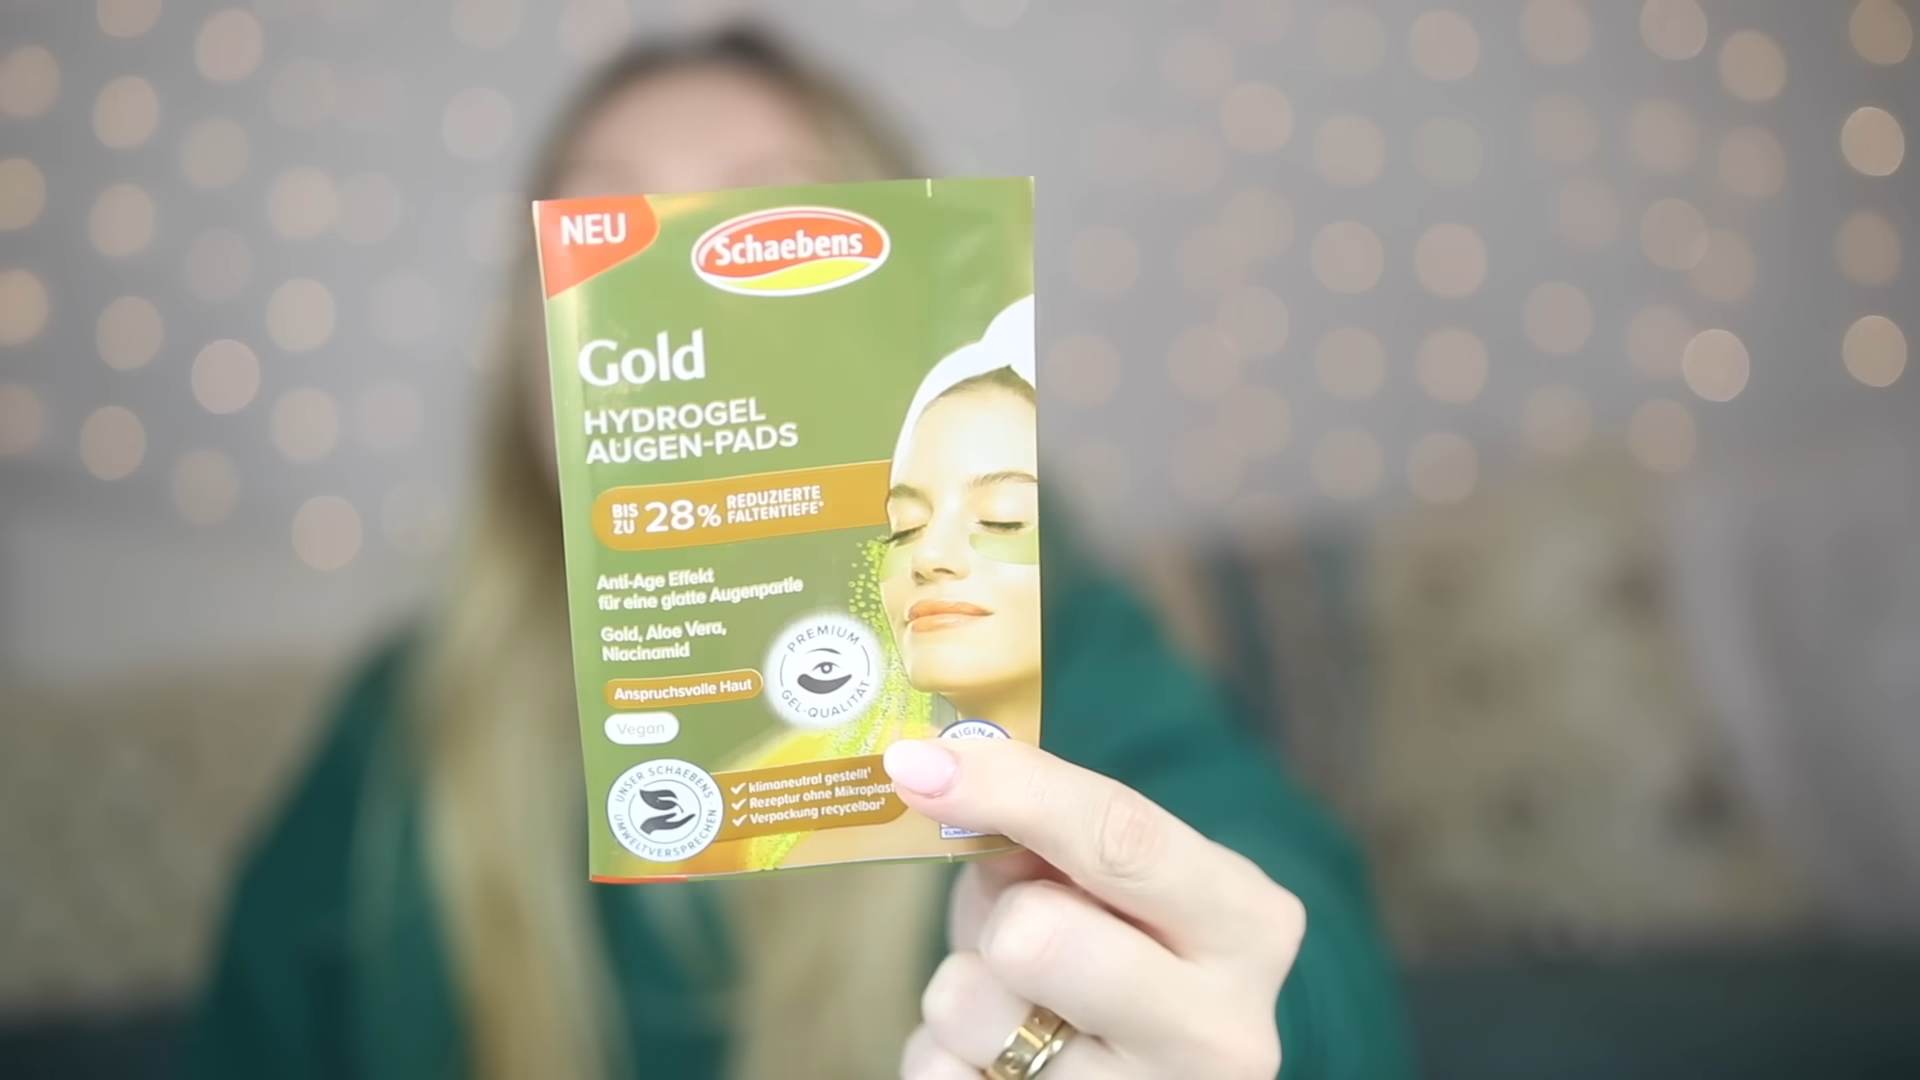 NEU
Schaebens
Gold
HYDROGEL
AUGEN-PADS
BIS ZU 28% REDUZIERTE FALTENTIEFE*
Anti-Age Effekt
für eine glatte Augenpartie
Gold, Aloe Vera,
Niacinamid
PREMIUM
GEL-QUALITÄT
Anspruchsvolle Haut
Vegan
UNSER SCHAEBENS
UMWELTVERSPRECHEN
✓ klimaneutral gestellt¹
✓ Rezeptur ohne Mikroplast
✓ Verpackung recycelbar²